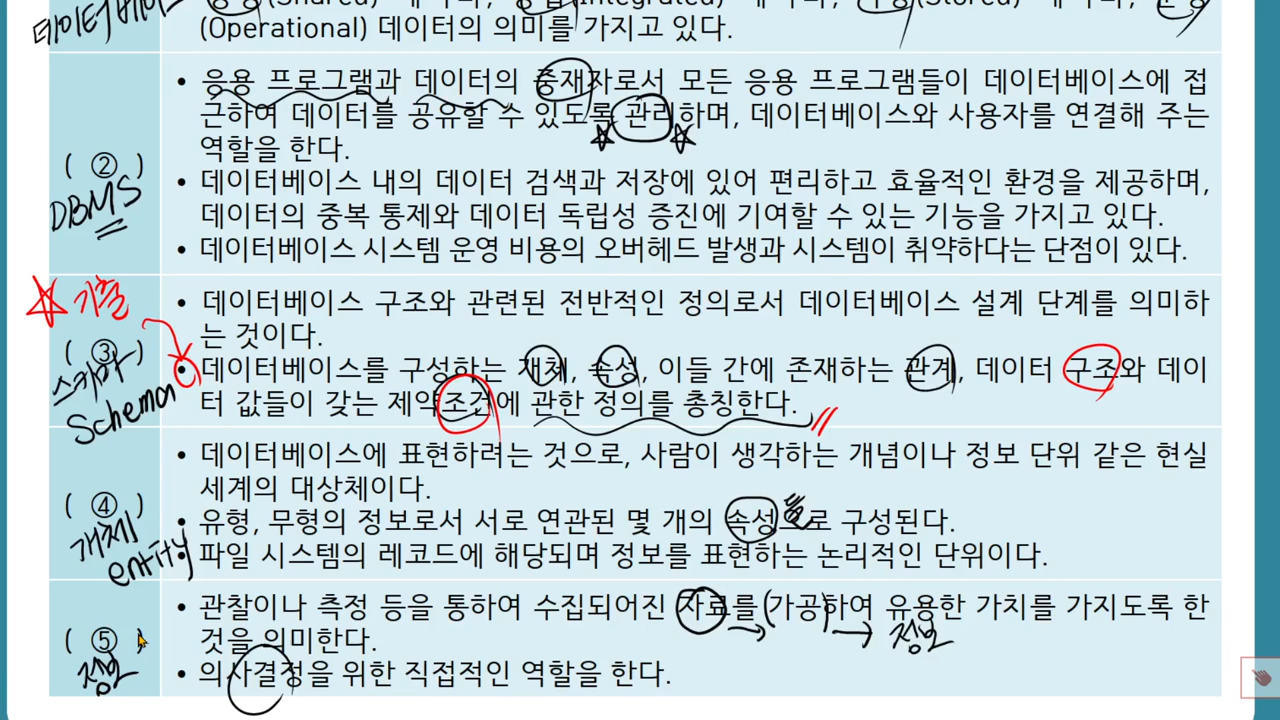 데이터베이스
(Shared) (Integrated) (Stored)
(Operational) 데이터의 의미를 가지고 있다.
( ② )
DBMS
• 응용 프로그램과 데이터의 중재자로서 모든 응용 프로그램들이 데이터베이스에 접
근하여 데이터를 공유할 수 있도록 관리하며, 데이터베이스와 사용자를 연결해 주는
역할을 한다.
• 데이터베이스 내의 데이터 검색과 저장에 있어 편리하고 효율적인 환경을 제공하며,
데이터의 중복 통제와 데이터 독립성 증진에 기여할 수 있는 기능을 가지고 있다.
• 데이터베이스 시스템 운영 비용의 오버헤드 발생과 시스템이 취약하다는 단점이 있다.
기출
( ③ )
스키마
Schema
• 데이터베이스 구조와 관련된 전반적인 정의로서 데이터베이스 설계 단계를 의미하
는 것이다.
• 데이터베이스를 구성하는 개체, 속성, 이들 간에 존재하는 관계, 데이터 구조와 데이
터 값들이 갖는 제약조건에 관한 정의를 총칭한다.
( ④ )
개체
entity
• 데이터베이스에 표현하려는 것으로, 사람이 생각하는 개념이나 정보 단위 같은 현실
세계의 대상체이다.
• 유형, 무형의 정보로서 서로 연관된 몇 개의 속성으로 구성된다.
들
• 파일 시스템의 레코드에 해당되며 정보를 표현하는 논리적인 단위이다.
( ⑤ )
정보
• 관찰이나 측정 등을 통하여 수집되어진 자료를 (가공)하여 유용한 가치를 가지도록 한
것을 의미한다.
정보
• 의사결정을 위한 직접적인 역할을 한다.